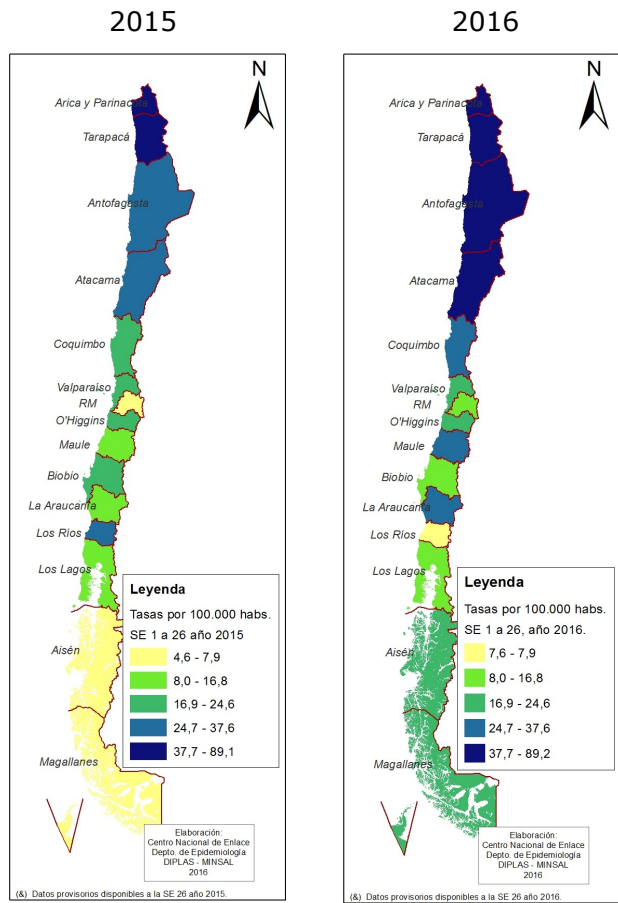 2015
N
Arica y Parinacota
Tarapacá
Antofagasta
Atacama
Coquimbo
Valparaiso
RM
O'Higgins
Maule
Biobio
La Araucanía
Los Rios
Los Lagos
Aisén
Magallanes
Leyenda
Tasas por 100.000 habs.
SE 1 a 26 año 2015
4,6 - 7,9
8,0 - 16,8
16,9 - 24,6
24,7 - 37,6
37,7 - 89,1
Elaboración:
Centro Nacional de Enlace
Depto. de Epidemiología
DIPLAS - MINSAL
2016
(&) Datos provisorios disponibles a la SE 26 año 2015.
2016
N
Arica y Parinacota
Tarapacá
Antofagasta
Atacama
Coquimbo
Valparaiso
RM
O'Higgins
Maule
Biobio
La Araucanía
Los Rios
Los Lagos
Aisén
Magallanes
Leyenda
Tasas por 100.000 habs.
SE 1 a 26, año 2016.
7,6 - 7,9
8,0 - 16,8
16,9 - 24,6
24,7 - 37,6
37,7 - 89,2
Elaboración:
Centro Nacional de Enlace
Depto. de Epidemiología
DIPLAS - MINSAL
2016
(&) Datos provisorios disponibles a la SE 26 año 2016.